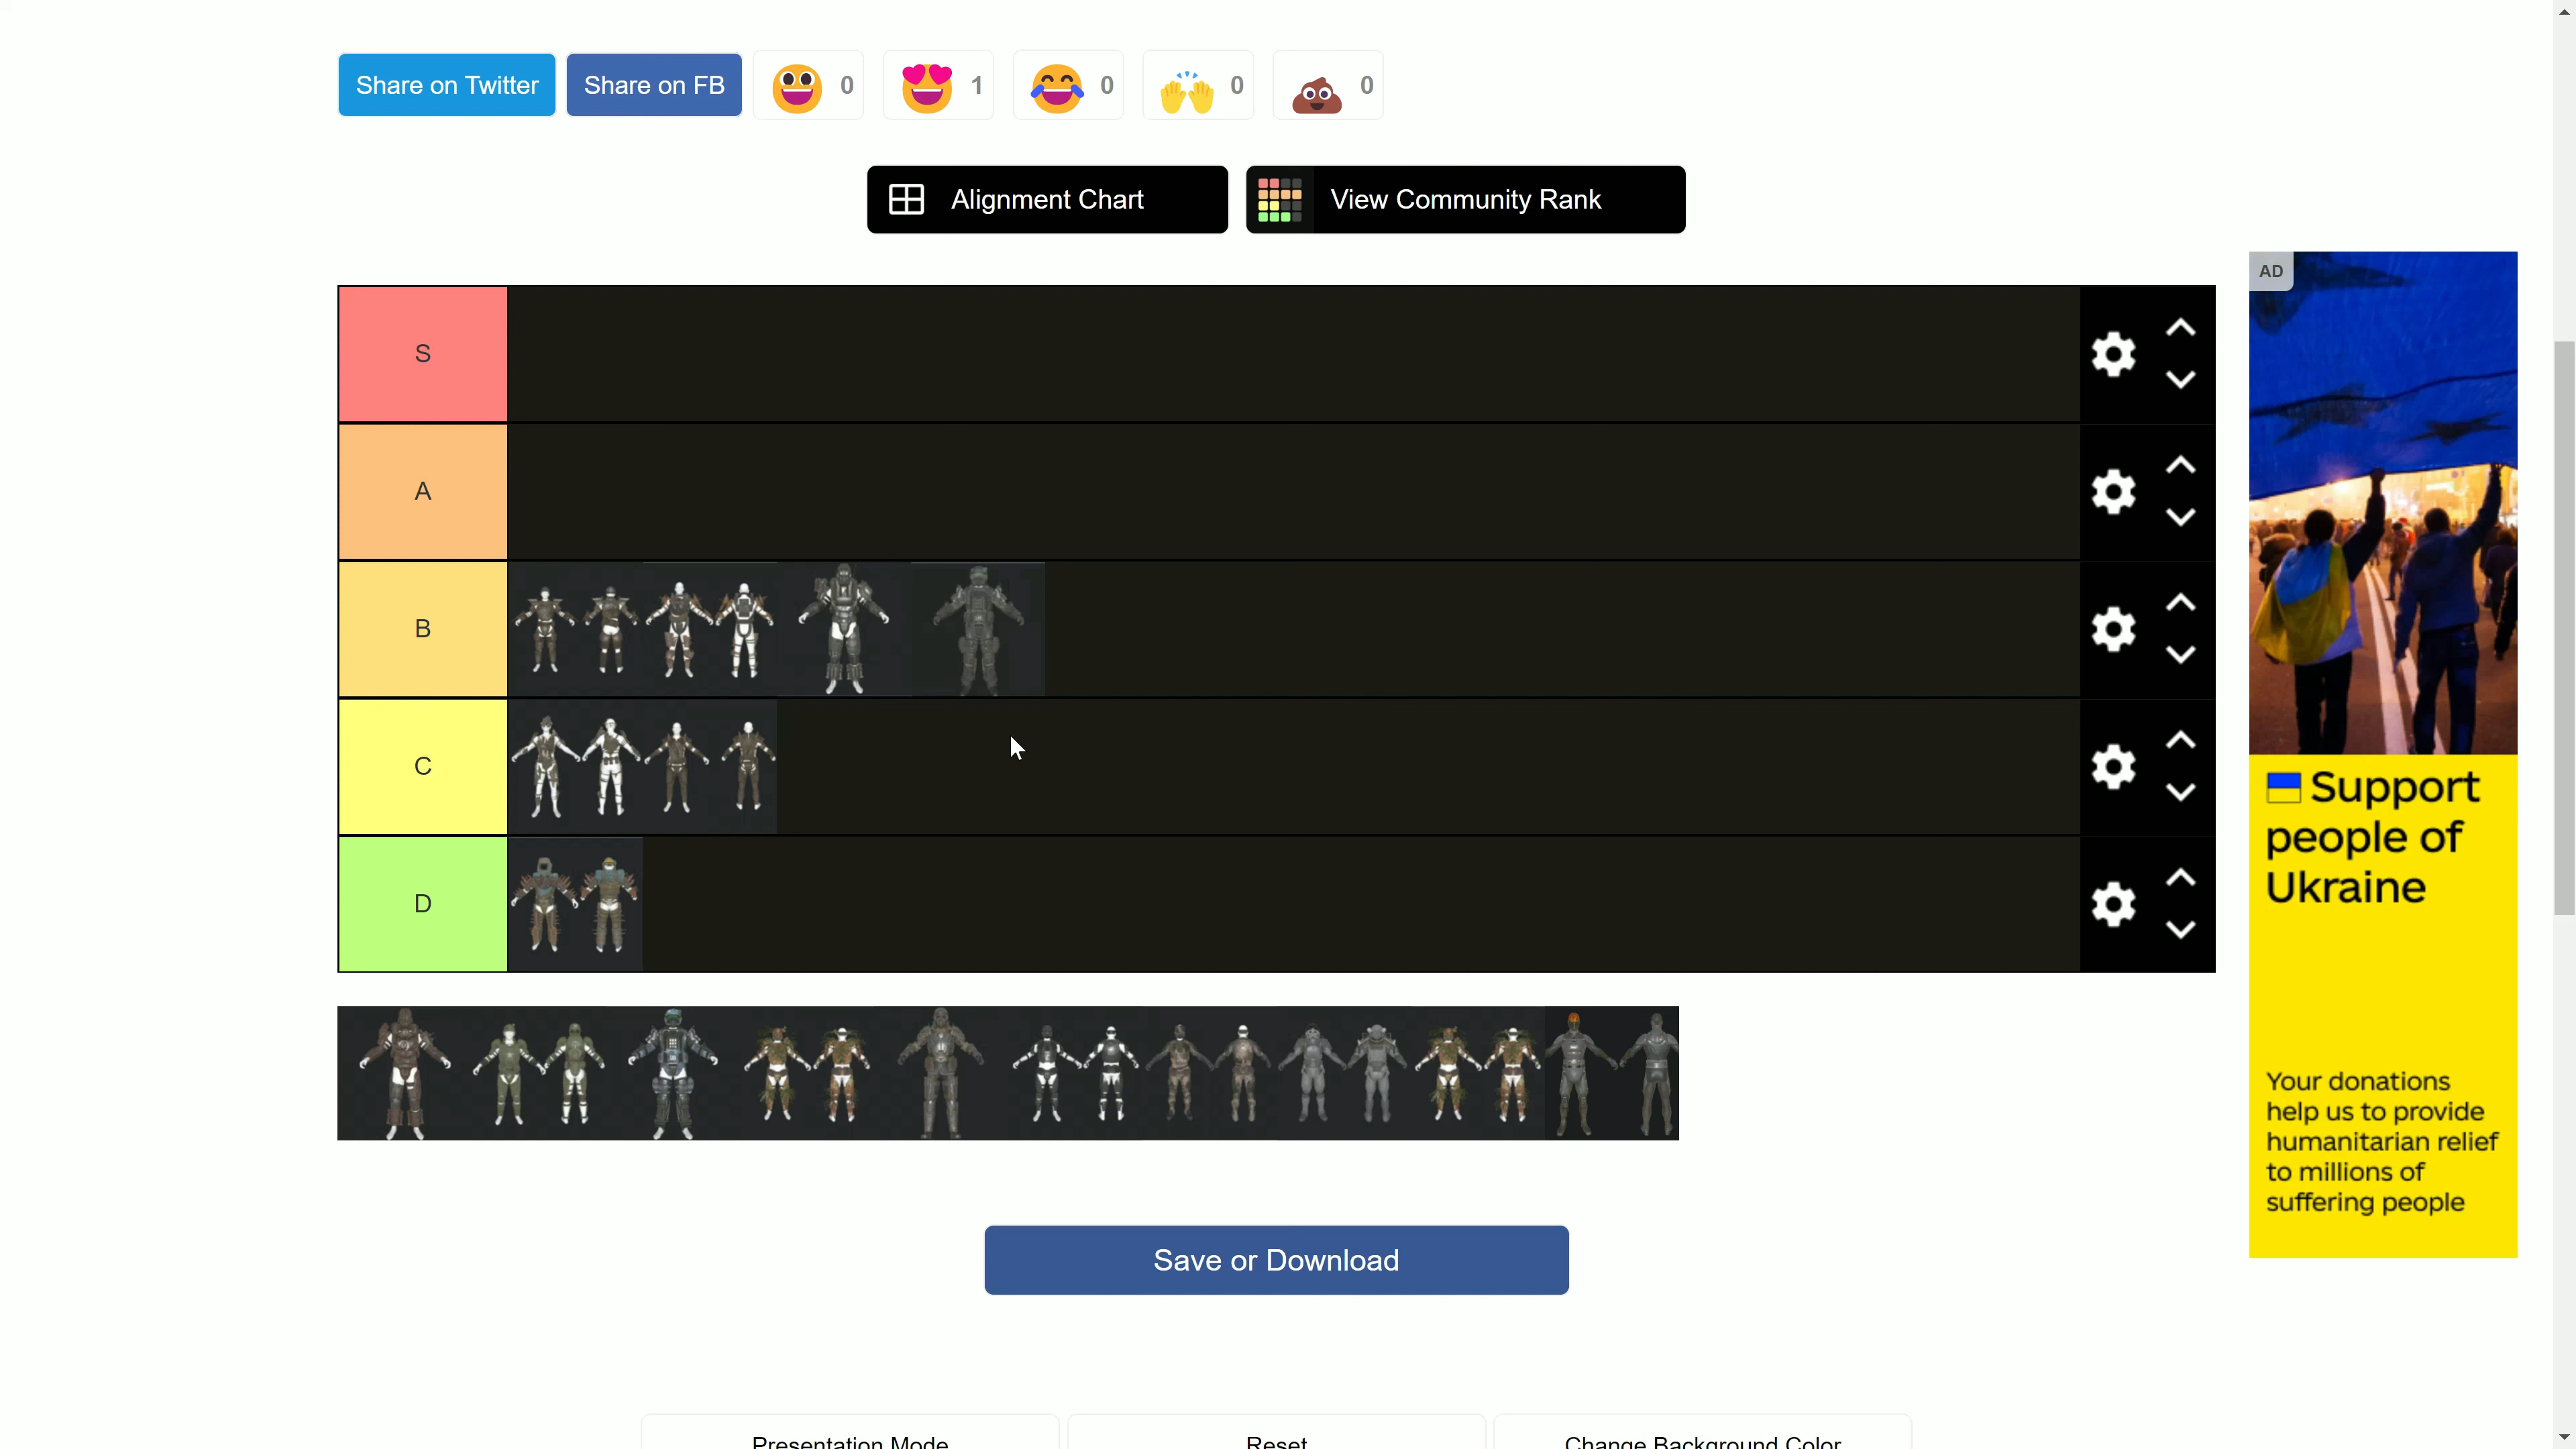 Share on Twitter
Share on FB
0
1
0
0
0
Alignment Chart
View Community Rank
AD
S
A
B
C
D
Support
people of
Ukraine
Your donations
help us to provide
humanitarian relief
to millions of
suffering people
Save or Download
Presentation Mode
Reset
Change Background Color